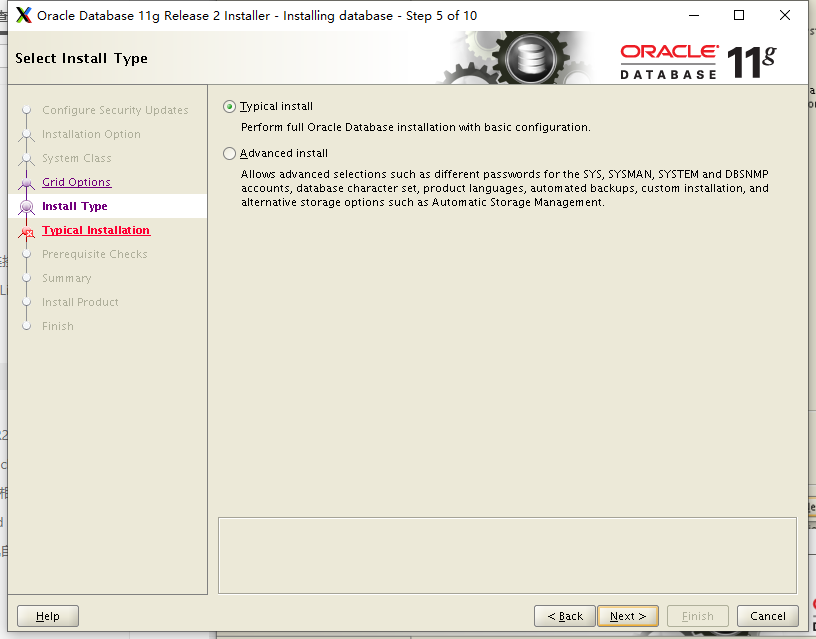 Oracle Database 11g Release 2 Installer - Installing database - Step 5 of 10
Select Install Type
ORACLE
DATABASE 11g
Configure Security Updates
Installation Option
System Class
Grid Options
Install Type
Typical Installation
Prerequisite Checks
Summary
Install Product
Finish
Typical install
Perform full Oracle Database installation with basic configuration.
Advanced install
Allows advanced selections such as different passwords for the SYS, SYSMAN, SYSTEM and DBSNMP
accounts, database character set, product languages, automated backups, custom installation, and
alternative storage options such as Automatic Storage Management.
Help
< Back
Next >
Finish
Cancel